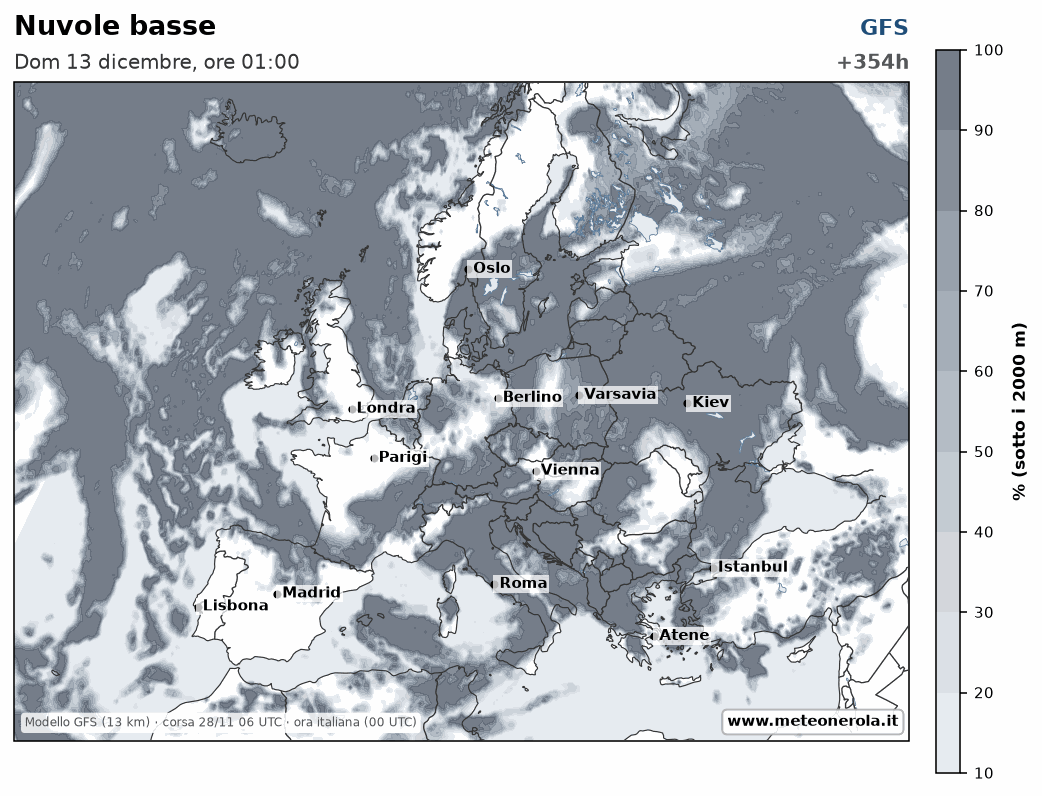 Nuvole basse
GFS
Dom 13 dicembre, ore 01:00
+354h
100
90
80
70
60
50
40
30
20
10
% (sotto i 2000 m)
Oslo
Berlino
Varsavia
Kiev
Londra
Parigi
Vienna
Istanbul
Roma
Madrid
Lisbona
Atene
Modello GFS (13 km) · corsa 28/11 06 UTC · ora italiana (00 UTC)
www.meteonerola.it